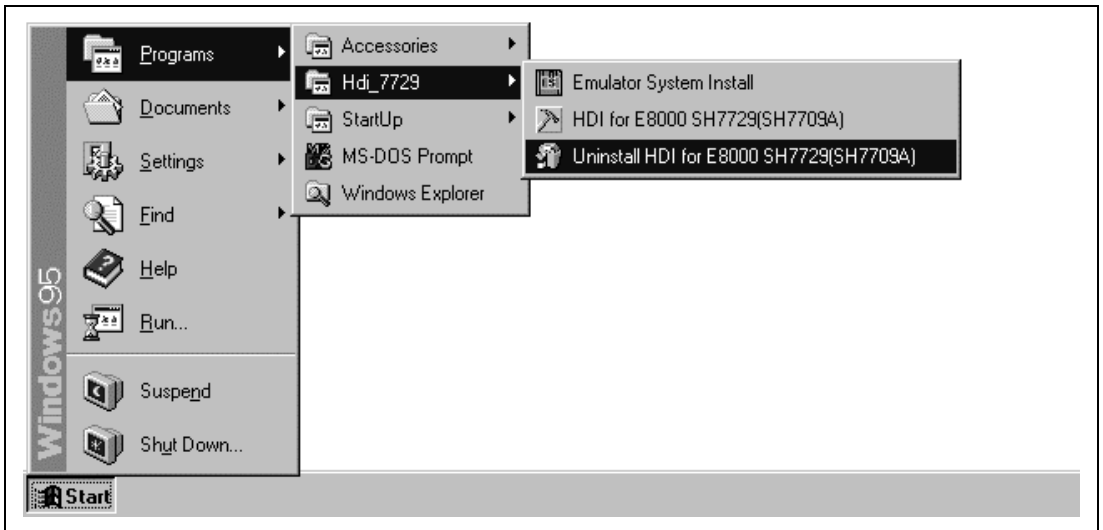 Programs
Documents
Settings
Find
Help
Run...
Suspend
Shut Down...
Windows95
Start
Accessories
Hdi_7729
StartUp
MS-DOS Prompt
Windows Explorer
Emulator System Install
HDI for E8000 SH7729(SH7709A)
Uninstall HDI for E8000 SH7729(SH7709A)